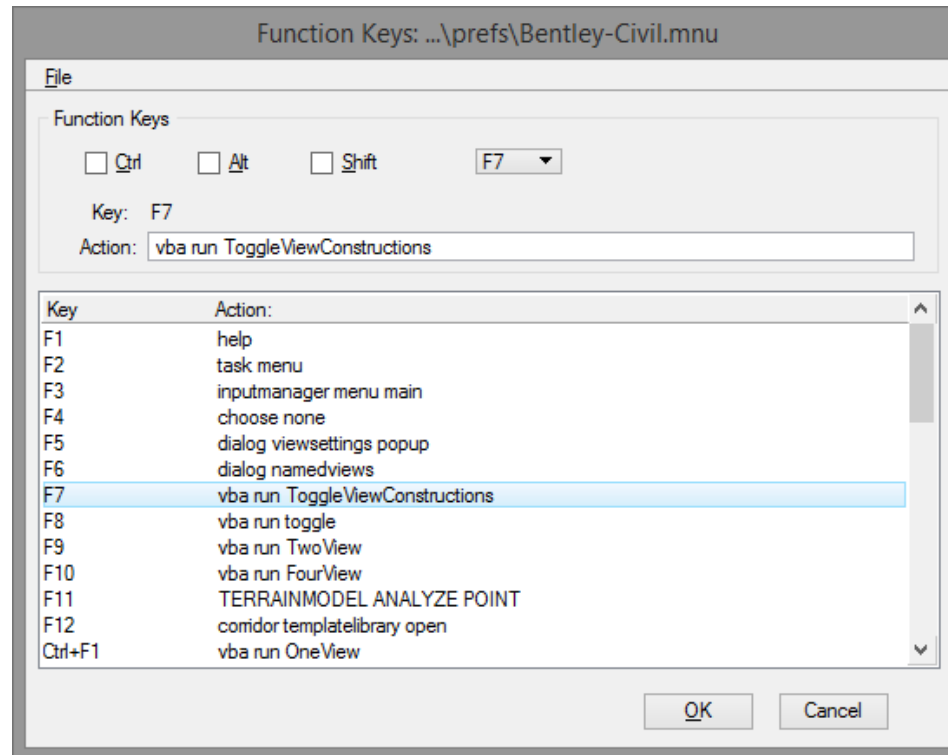 Function Keys: ...\prefs\Bentley-Civil.mnu
File
Function Keys
Ctrl Alt Shift F7
Key: F7
Action: vba run ToggleViewConstructions
Key Action:
F1 help
F2 task menu
F3 inputmanager menu main
F4 choose none
F5 dialog viewsettings popup
F6 dialog namedviews
F7 vba run ToggleViewConstructions
F8 vba run toggle
F9 vba run TwoView
F10 vba run FourView
F11 TERRAINMODEL ANALYZE POINT
F12 corridor templatelibrary open
Ctrl+F1 vba run OneView
OK Cancel